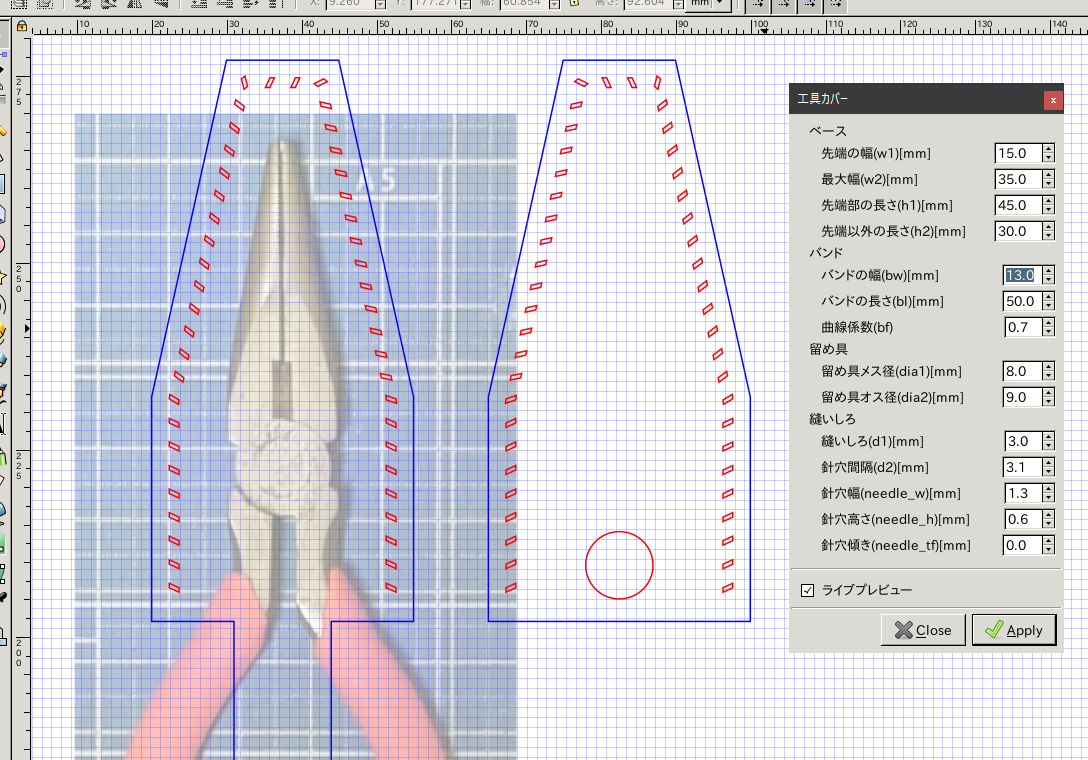 X: 9.260 Y: 177.271 幅: 60.854 高さ: 92.604 mm
10 20 30 40 50 60 70 80 90 100 110 120 130 140
275
250
225
200
A5
工具カバー
x
ベース
先端の幅(w1)[mm] 15.0
最大幅(w2)[mm] 35.0
先端部の長さ(h1)[mm] 45.0
先端以外の長さ(h2)[mm] 30.0
バンド
バンドの幅(bw)[mm] 13.0
バンドの長さ(bl)[mm] 50.0
曲線係数(bf) 0.7
留め具
留め具メス径(dia1)[mm] 8.0
留め具オス径(dia2)[mm] 9.0
縫いしろ
縫いしろ(d1)[mm] 3.0
針穴間隔(d2)[mm] 3.1
針穴幅(needle_w)[mm] 1.3
針穴高さ(needle_h)[mm] 0.6
針穴傾き(needle_tf)[mm] 0.0
ライブプレビュー
Close Apply